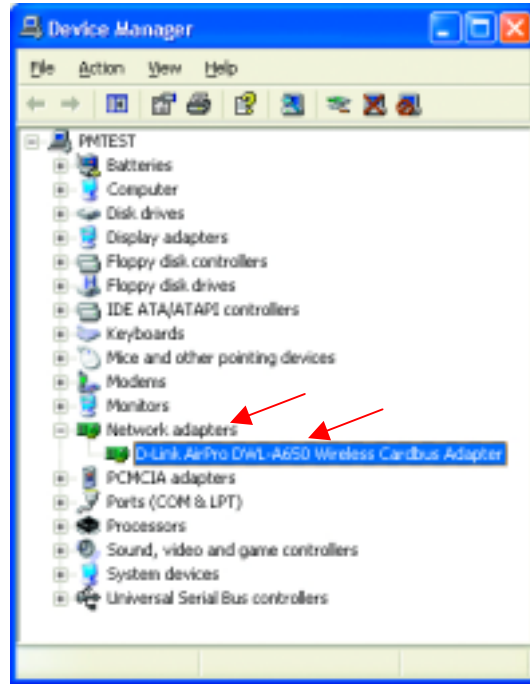 Device Manager
File Action View Help
PMTEST
Batteries
Computer
Disk drives
Display adapters
Floppy disk controllers
Floppy disk drives
IDE ATA/ATAPI controllers
Keyboards
Mice and other pointing devices
Modems
Monitors
Network adapters
D-Link AirPro DWL-A650 Wireless Cardbus Adapter
PCMCIA adapters
Ports (COM & LPT)
Processors
Sound, video and game controllers
System devices
Universal Serial Bus controllers